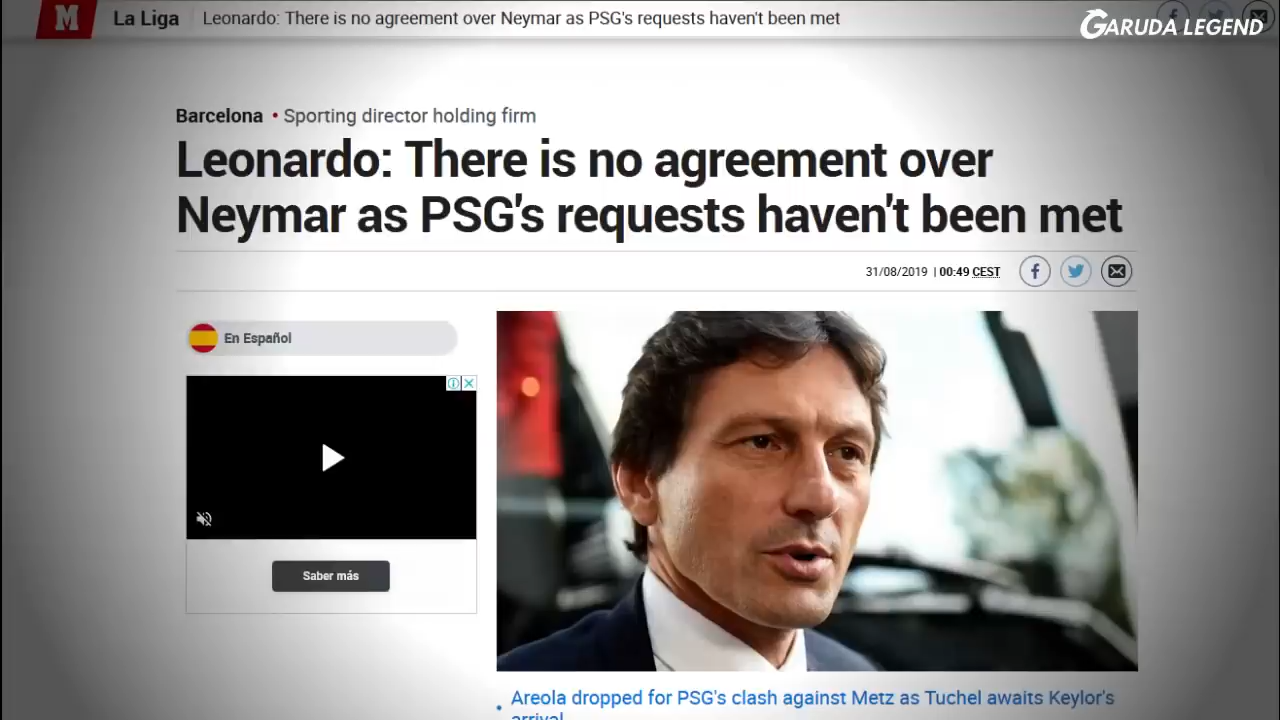 M La Liga Leonardo: There is no agreement over Neymar as PSG's requests haven't been met
GARUDA LEGEND
Barcelona • Sporting director holding firm
Leonardo: There is no agreement over
Neymar as PSG's requests haven't been met
31/08/2019 | 00:49 CEST
En Español
Saber más
• Areola dropped for PSG's clash against Metz as Tuchel awaits Keylor's
arrival